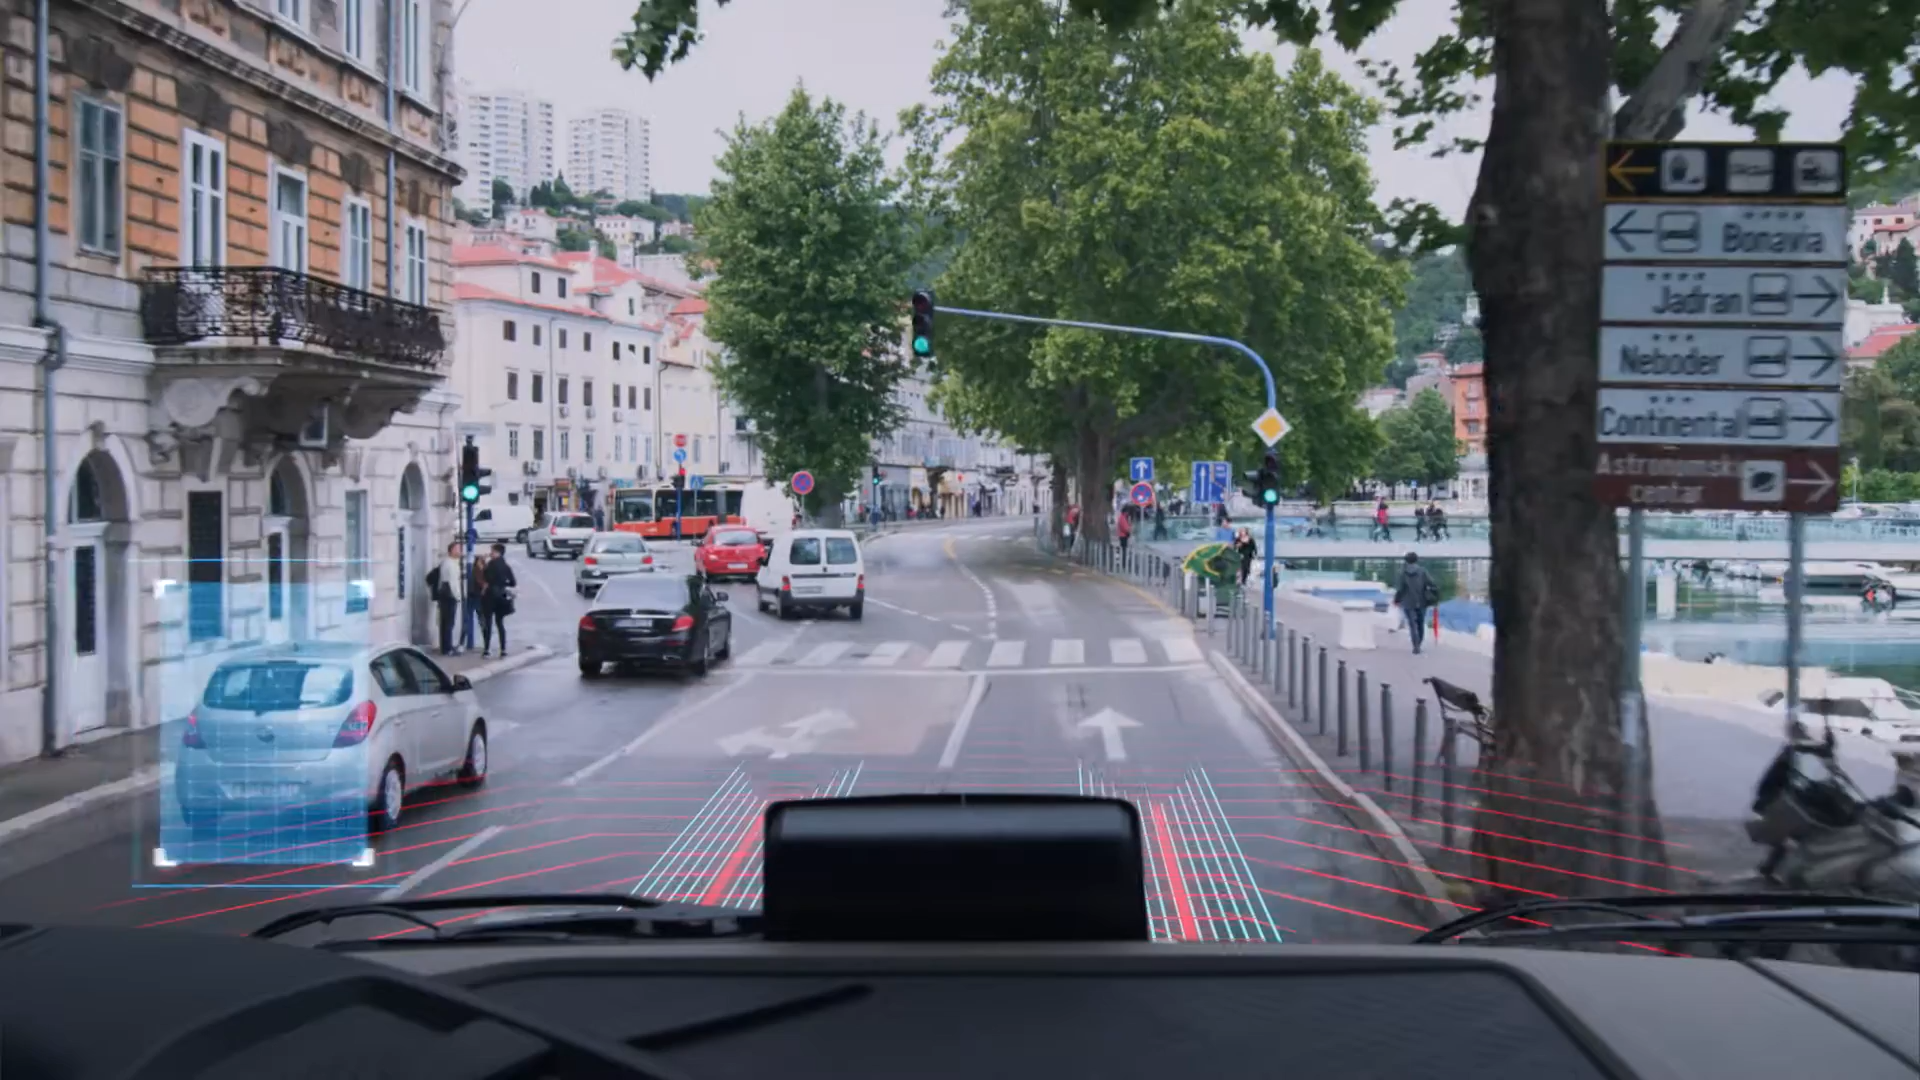 Bonavia
Jadran
Neboder
Continental
Astronomski
centar